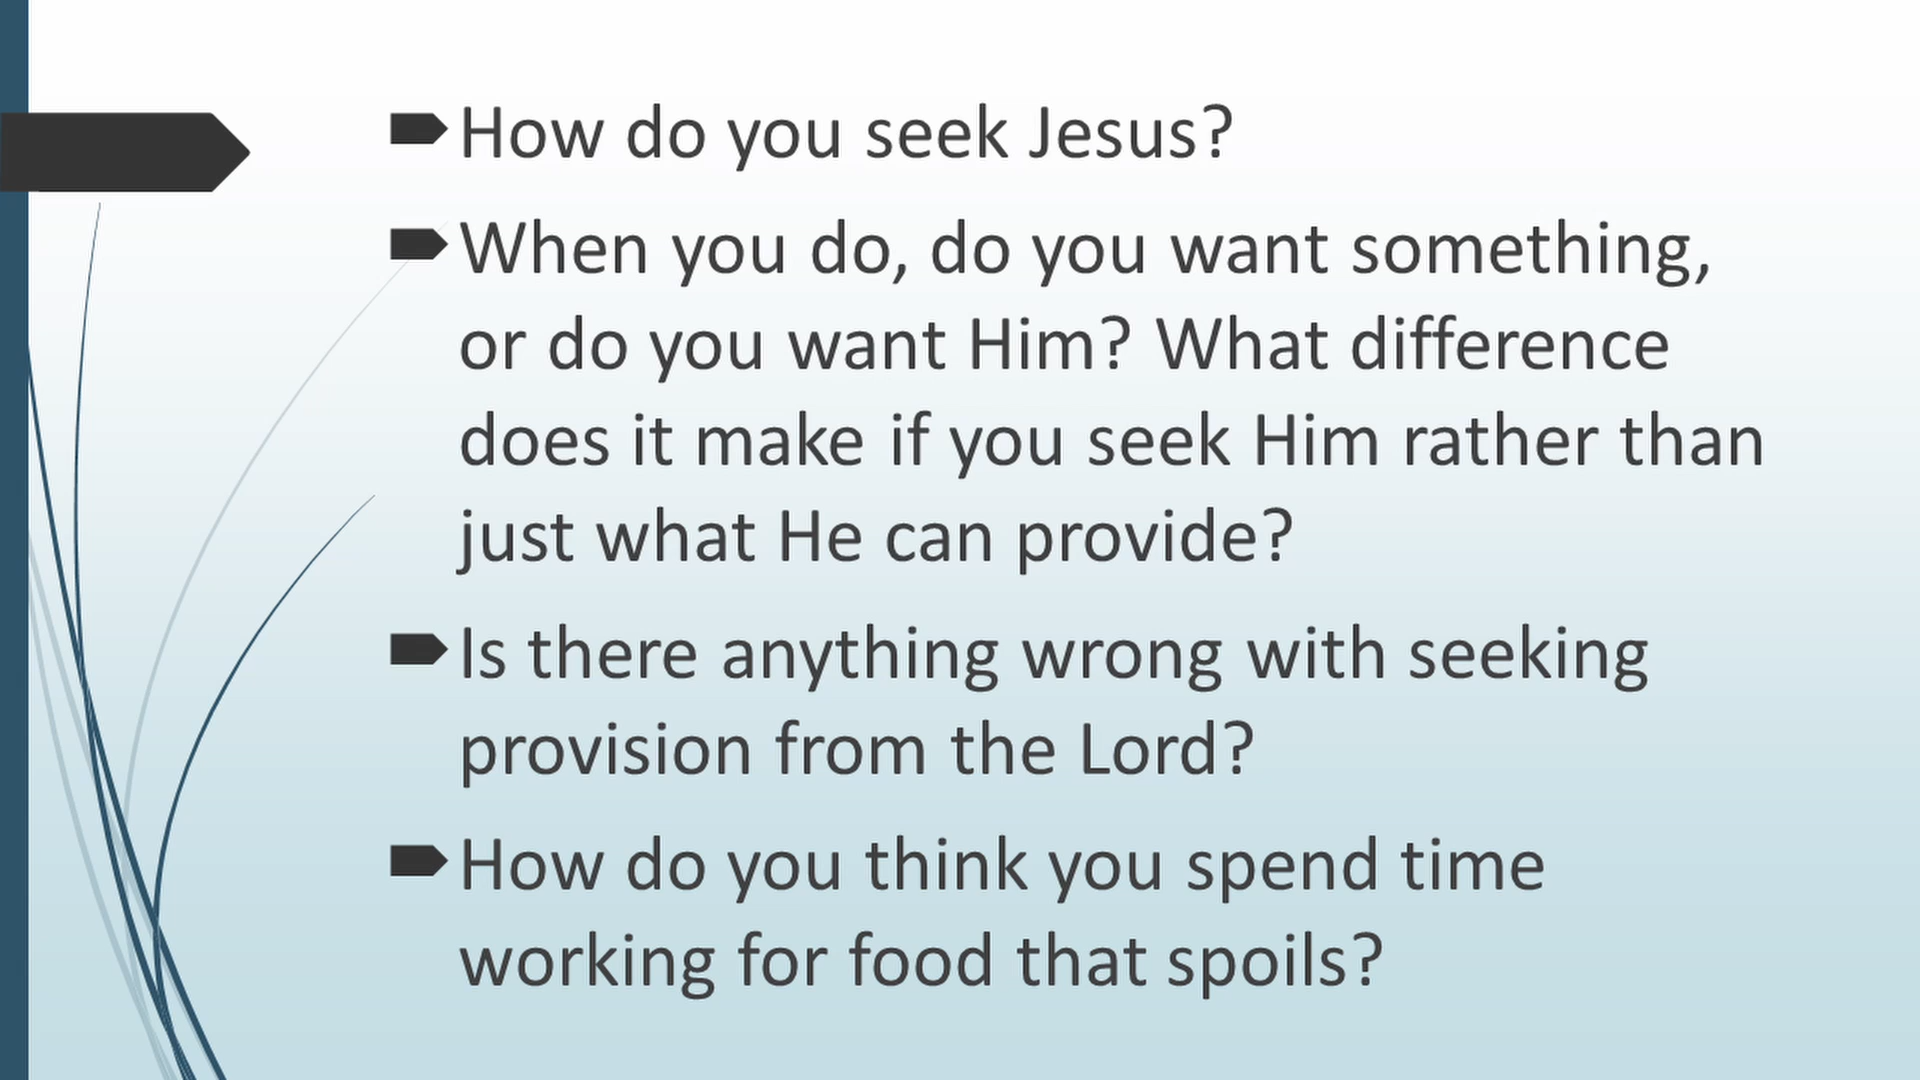 How do you seek Jesus?
When you do, do you want something,
or do you want Him? What difference
does it make if you seek Him rather than
just what He can provide?
Is there anything wrong with seeking
provision from the Lord?
How do you think you spend time
working for food that spoils?